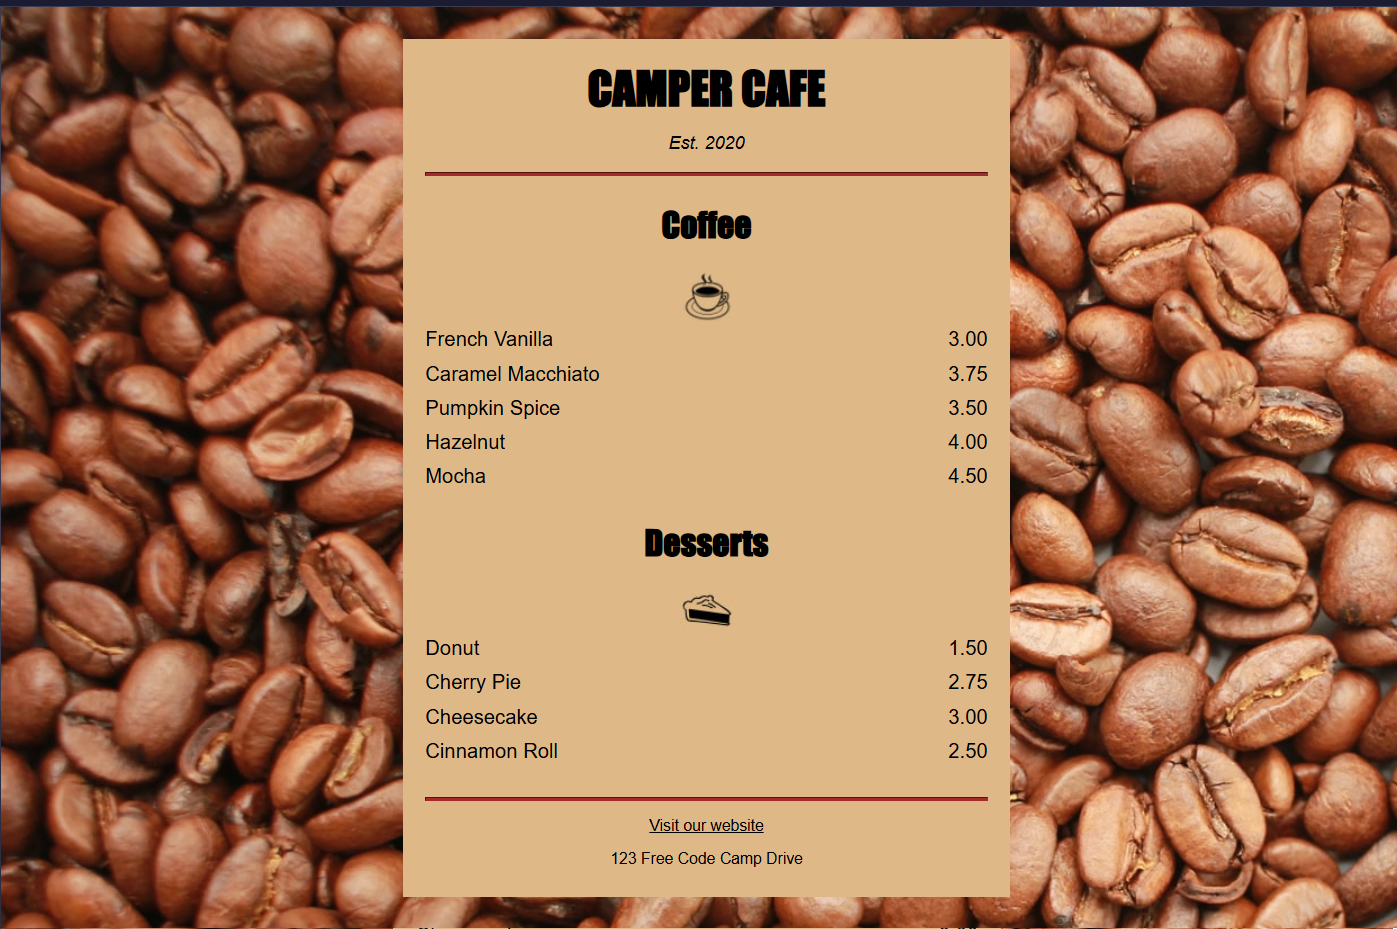 CAMPER CAFE
Est. 2020
Coffee
French Vanilla 3.00
Caramel Macchiato 3.75
Pumpkin Spice 3.50
Hazelnut 4.00
Mocha 4.50
Desserts
Donut 1.50
Cherry Pie 2.75
Cheesecake 3.00
Cinnamon Roll 2.50
Visit our website
123 Free Code Camp Drive